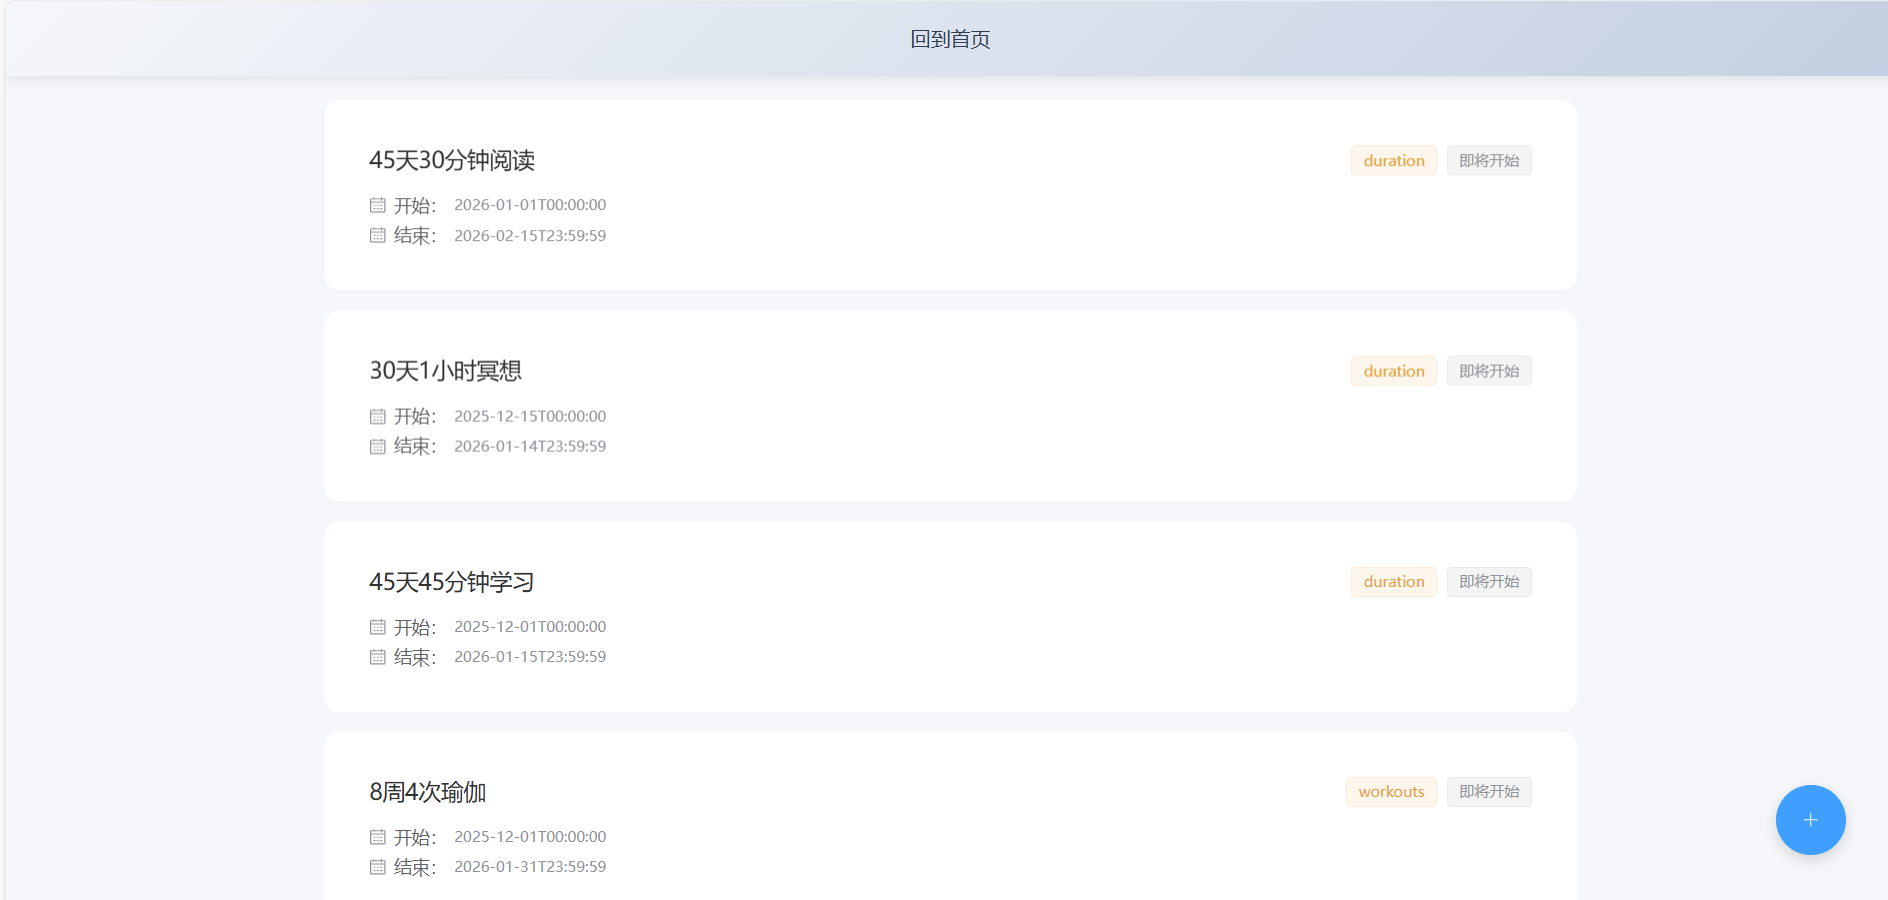 回到首页
45天30分钟阅读 duration 即将开始
开始： 2026-01-01T00:00:00
结束： 2026-02-15T23:59:59
30天1小时冥想 duration 即将开始
开始： 2025-12-15T00:00:00
结束： 2026-01-14T23:59:59
45天45分钟学习 duration 即将开始
开始： 2025-12-01T00:00:00
结束： 2026-01-15T23:59:59
8周4次瑜伽 workouts 即将开始
开始： 2025-12-01T00:00:00
结束： 2026-01-31T23:59:59